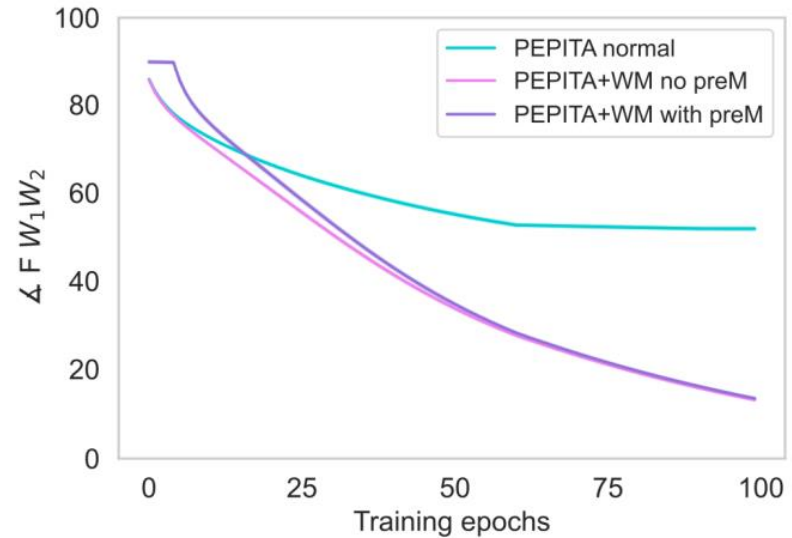 100
80
60
40
20
0
∡ F W₁W₂
PEPITA normal
PEPITA+WM no preM
PEPITA+WM with preM
0 25 50 75 100
Training epochs